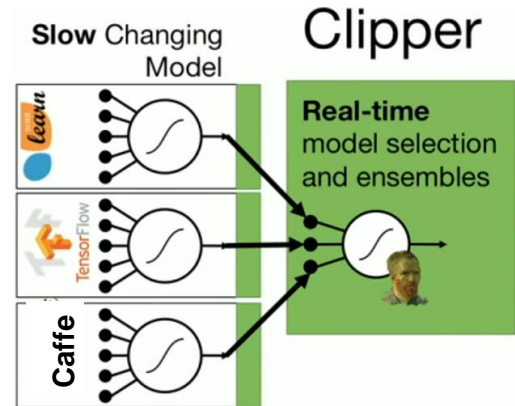 Slow Changing
Model
Clipper
Real-time
model selection
and ensembles
learn
TensorFlow
Caffe